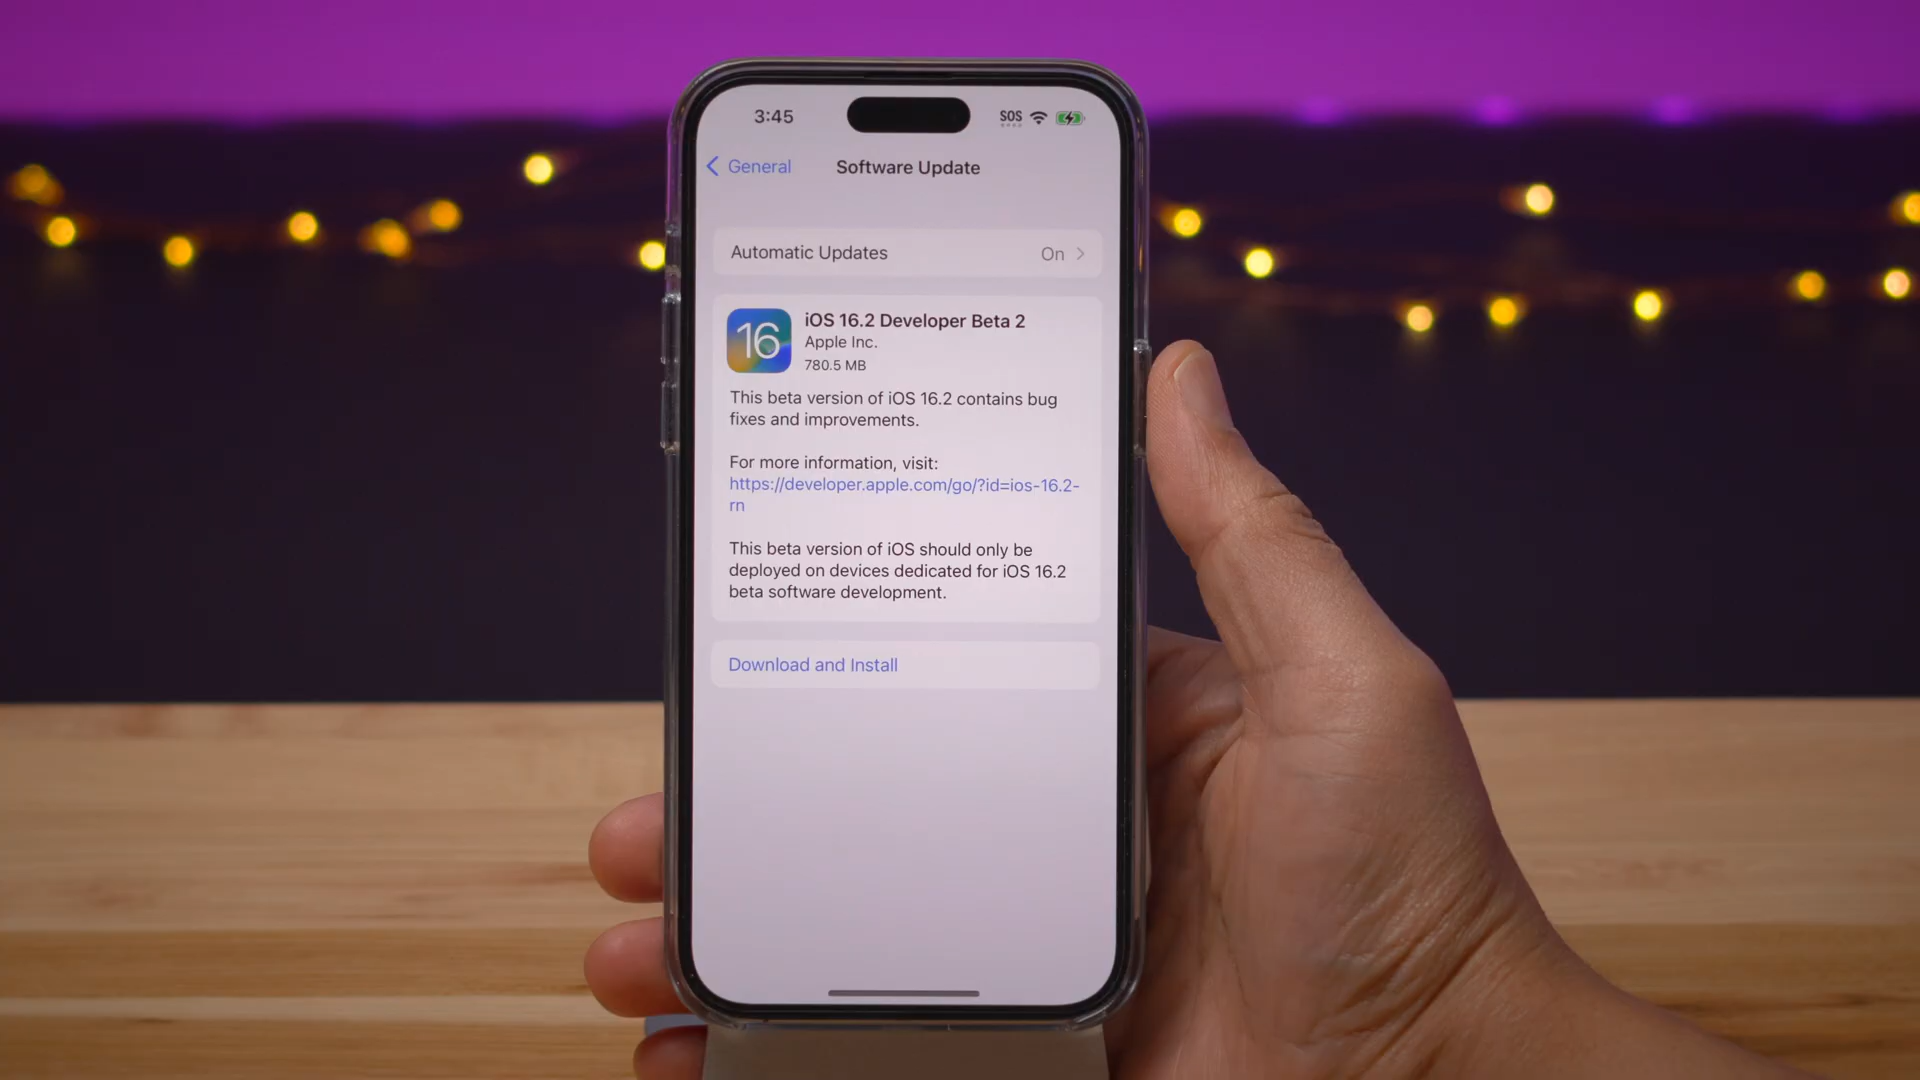 3:45
SOS
General
Software Update
Automatic Updates
On
16
iOS 16.2 Developer Beta 2
Apple Inc.
780.5 MB
This beta version of iOS 16.2 contains bug
fixes and improvements.
For more information, visit:
https://developer.apple.com/go/?id=ios-16.2-
rn
This beta version of iOS should only be
deployed on devices dedicated for iOS 16.2
beta software development.
Download and Install